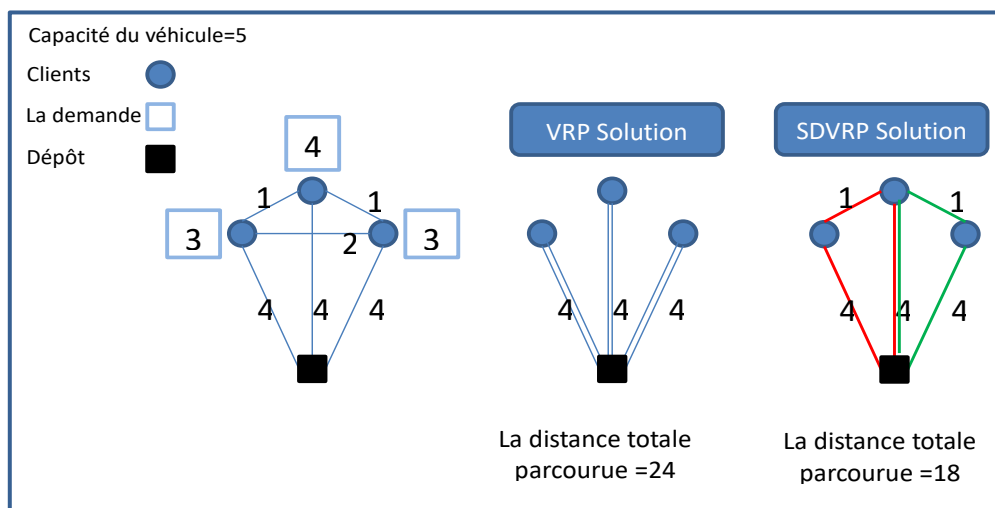 Capacité du véhicule=5
Clients
La demande
Dépôt
4
1
1
3
2
3
4
4
4
VRP Solution
4
4
4
La distance totale
parcourue =24
SDVRP Solution
1
1
4
4
4
La distance totale
parcourue =18